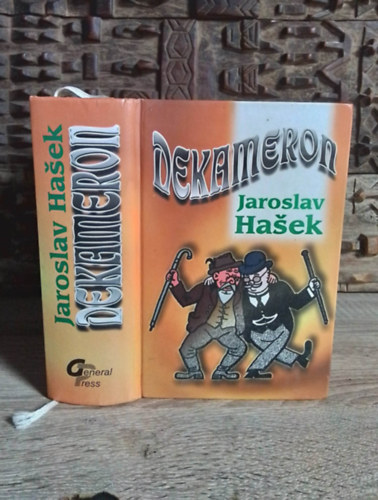 Jaroslav Hašek
DEKAMERON
General
Press
DEKAMERON
Jaroslav
Hašek